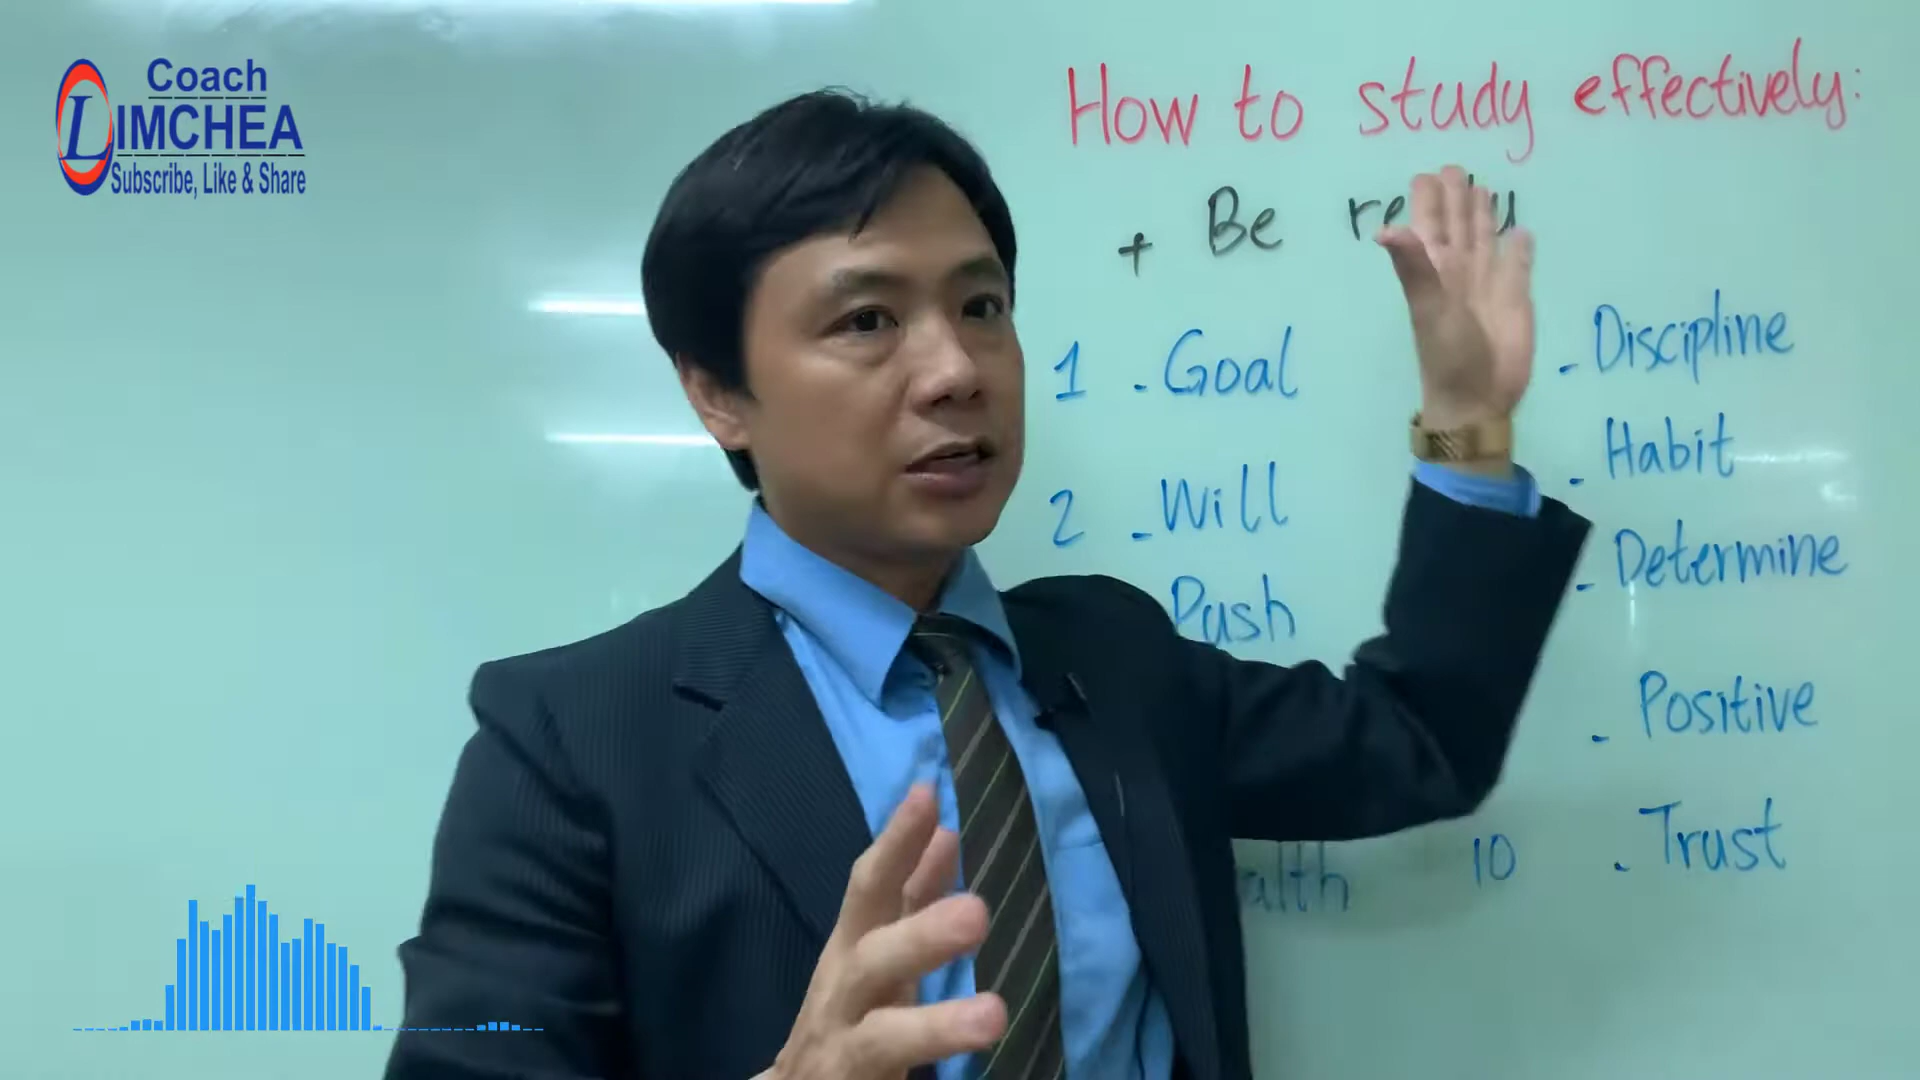 Coach
LIMCHEA
Subscribe, Like & Share
How to study effectively:
+ Be
1 - Goal
2 - Will
Push
10
- Discipline
- Habit
- Determine
- Positive
- Trust